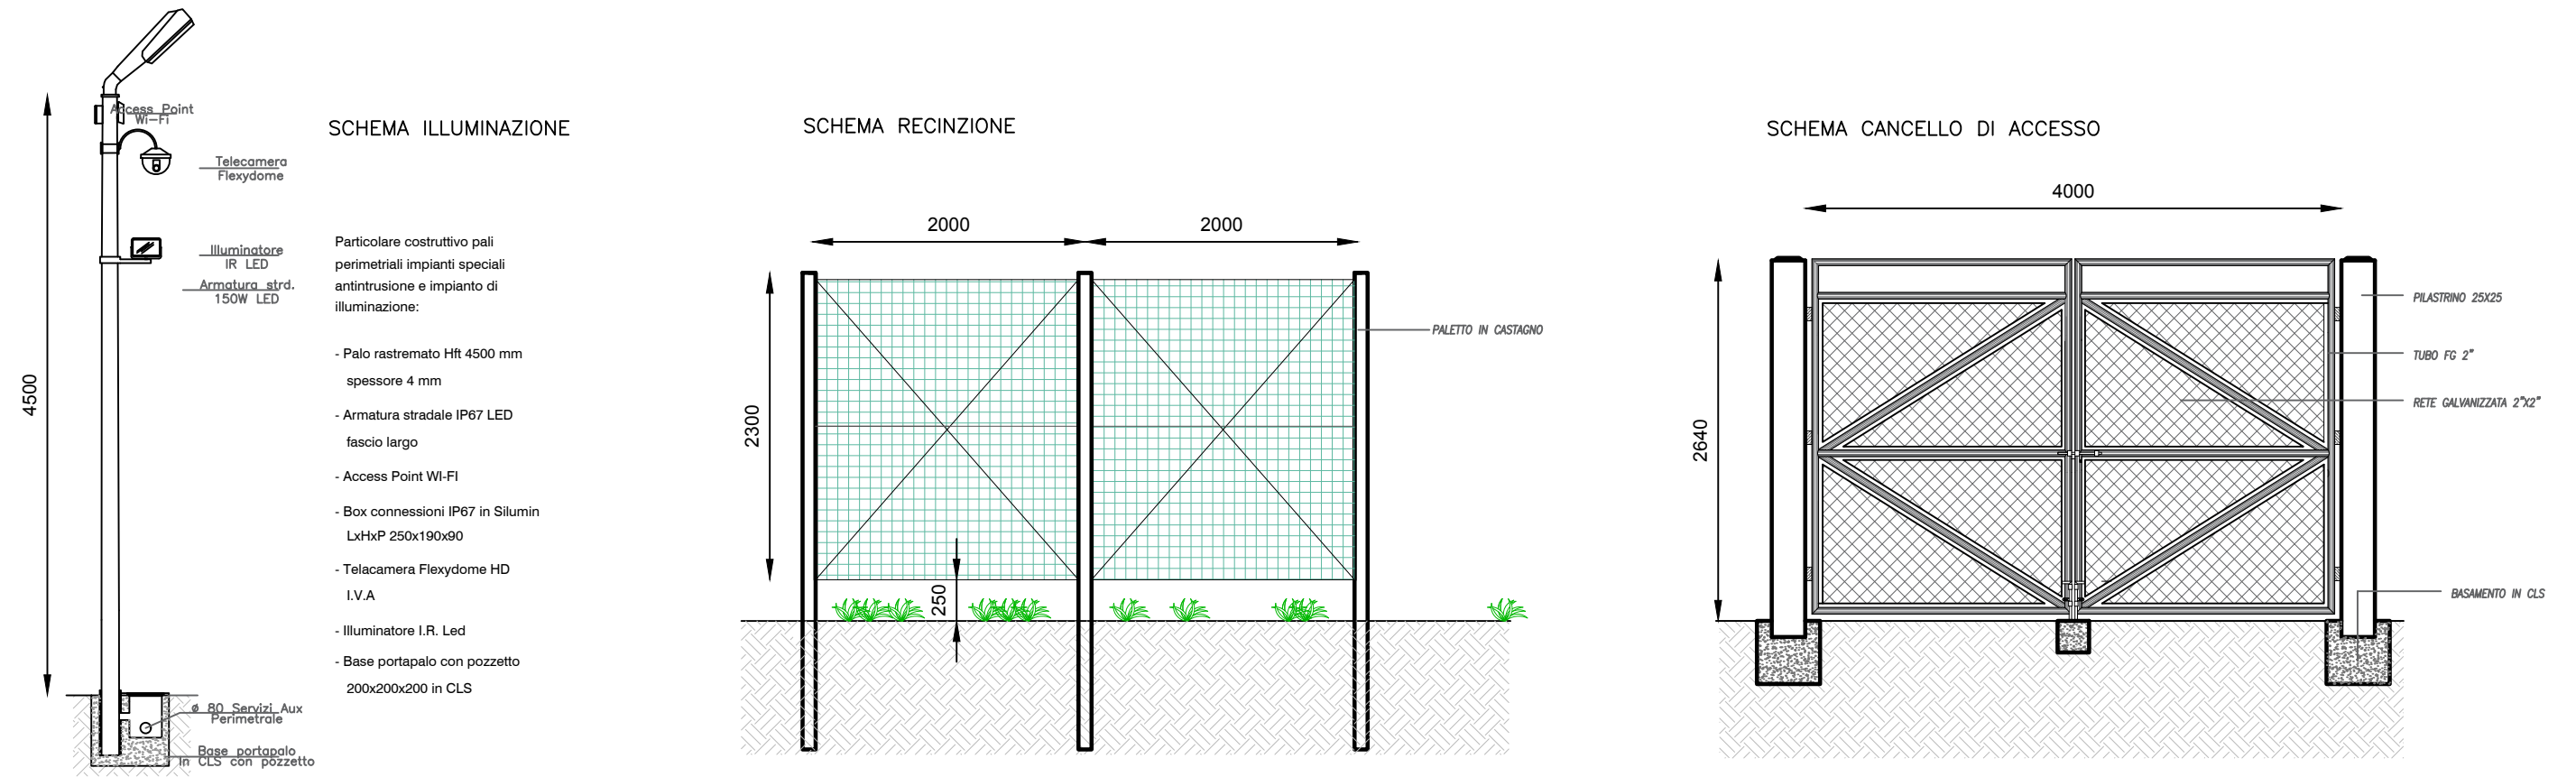 SCHEMA ILLUMINAZIONE
4500
Access Point
Wi-Fi
Telecamera
Flexydome
Illuminatore
IR LED
Armatura strd.
150W LED
ø 80 Servizi Aux
Perimetrale
Base portapalo
in CLS con pozzetto
Particolare costruttivo pali
perimetriali impianti speciali
antintrusione e impianto di
illuminazione:
- Palo rastremato Hft 4500 mm
spessore 4 mm
- Armatura stradale IP67 LED
fascio largo
- Access Point WI-FI
- Box connessioni IP67 in Silumin
LxHxP 250x190x90
- Telacamera Flexydome HD
I.V.A
- Illuminatore I.R. Led
- Base portapalo con pozzetto
200x200x200 in CLS
SCHEMA RECINZIONE
2000
2000
2300
250
PALETTO IN CASTAGNO
SCHEMA CANCELLO DI ACCESSO
4000
2640
PILASTRINO 25X25
TUBO FG 2"
RETE GALVANIZZATA 2"X2"
BASAMENTO IN CLS